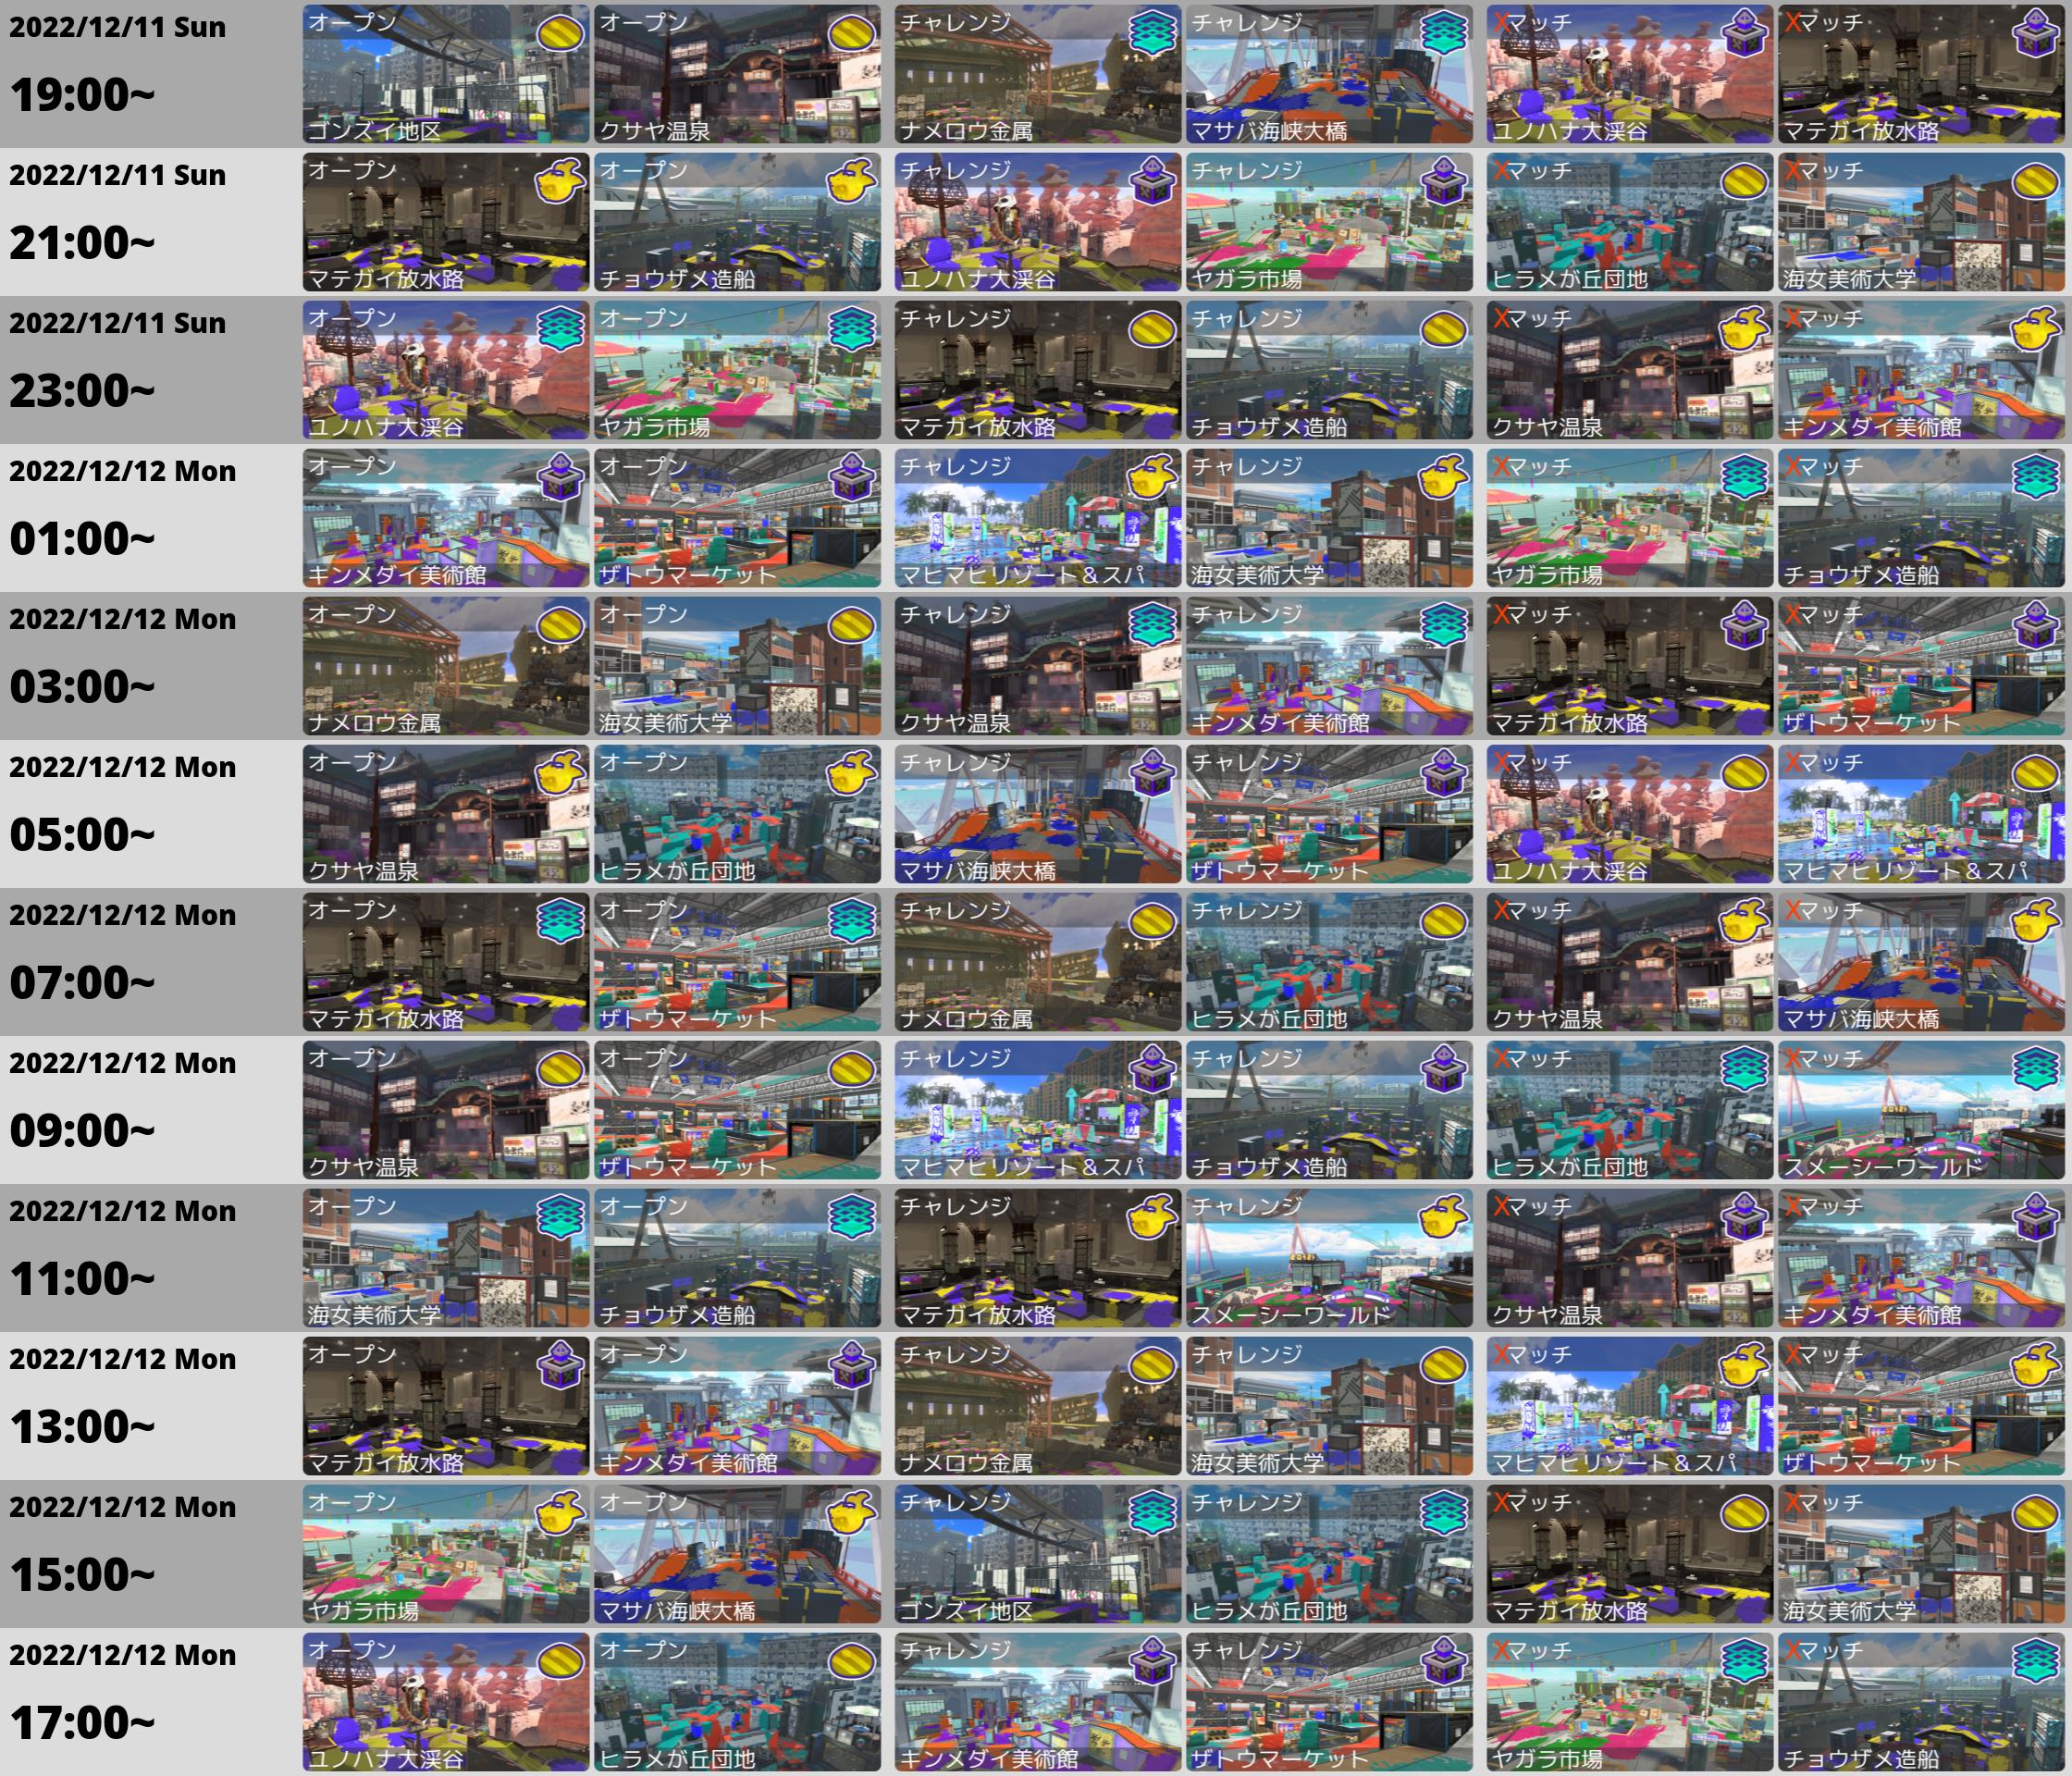 2022/12/11 Sun
19:00~
オープン
ゴンズイ地区
オープン
クサヤ温泉
チャレンジ
ナメロウ金属
チャレンジ
マサバ海峡大橋
Xマッチ
ユノハナ大渓谷
Xマッチ
マテガイ放水路
2022/12/11 Sun
21:00~
オープン
マテガイ放水路
オープン
チョウザメ造船
チャレンジ
ユノハナ大渓谷
チャレンジ
ヤガラ市場
Xマッチ
ヒラメが丘団地
Xマッチ
海女美術大学
2022/12/11 Sun
23:00~
オープン
ユノハナ大渓谷
オープン
ヤガラ市場
チャレンジ
マテガイ放水路
チャレンジ
チョウザメ造船
Xマッチ
クサヤ温泉
Xマッチ
キンメダイ美術館
2022/12/12 Mon
01:00~
オープン
キンメダイ美術館
オープン
ザトウマーケット
チャレンジ
マヒマヒリゾート＆スパ
チャレンジ
海女美術大学
Xマッチ
ヤガラ市場
Xマッチ
チョウザメ造船
2022/12/12 Mon
03:00~
オープン
ナメロウ金属
オープン
海女美術大学
チャレンジ
クサヤ温泉
チャレンジ
キンメダイ美術館
Xマッチ
マテガイ放水路
Xマッチ
ザトウマーケット
2022/12/12 Mon
05:00~
オープン
クサヤ温泉
オープン
ヒラメが丘団地
チャレンジ
マサバ海峡大橋
チャレンジ
ザトウマーケット
Xマッチ
ユノハナ大渓谷
Xマッチ
マヒマヒリゾート＆スパ
2022/12/12 Mon
07:00~
オープン
マテガイ放水路
オープン
ザトウマーケット
チャレンジ
ナメロウ金属
チャレンジ
ヒラメが丘団地
Xマッチ
クサヤ温泉
Xマッチ
マサバ海峡大橋
2022/12/12 Mon
09:00~
オープン
クサヤ温泉
オープン
ザトウマーケット
チャレンジ
マヒマヒリゾート＆スパ
チャレンジ
チョウザメ造船
Xマッチ
ヒラメが丘団地
Xマッチ
スメーシーワールド
2022/12/12 Mon
11:00~
オープン
海女美術大学
オープン
チョウザメ造船
チャレンジ
マテガイ放水路
チャレンジ
スメーシーワールド
Xマッチ
クサヤ温泉
Xマッチ
キンメダイ美術館
2022/12/12 Mon
13:00~
オープン
マテガイ放水路
オープン
キンメダイ美術館
チャレンジ
ナメロウ金属
チャレンジ
海女美術大学
Xマッチ
マヒマヒリゾート＆スパ
Xマッチ
ザトウマーケット
2022/12/12 Mon
15:00~
オープン
ヤガラ市場
オープン
マサバ海峡大橋
チャレンジ
ゴンズイ地区
チャレンジ
ヒラメが丘団地
Xマッチ
マテガイ放水路
Xマッチ
海女美術大学
2022/12/12 Mon
17:00~
オープン
ユノハナ大渓谷
オープン
ヒラメが丘団地
チャレンジ
キンメダイ美術館
チャレンジ
ザトウマーケット
Xマッチ
ヤガラ市場
Xマッチ
チョウザメ造船